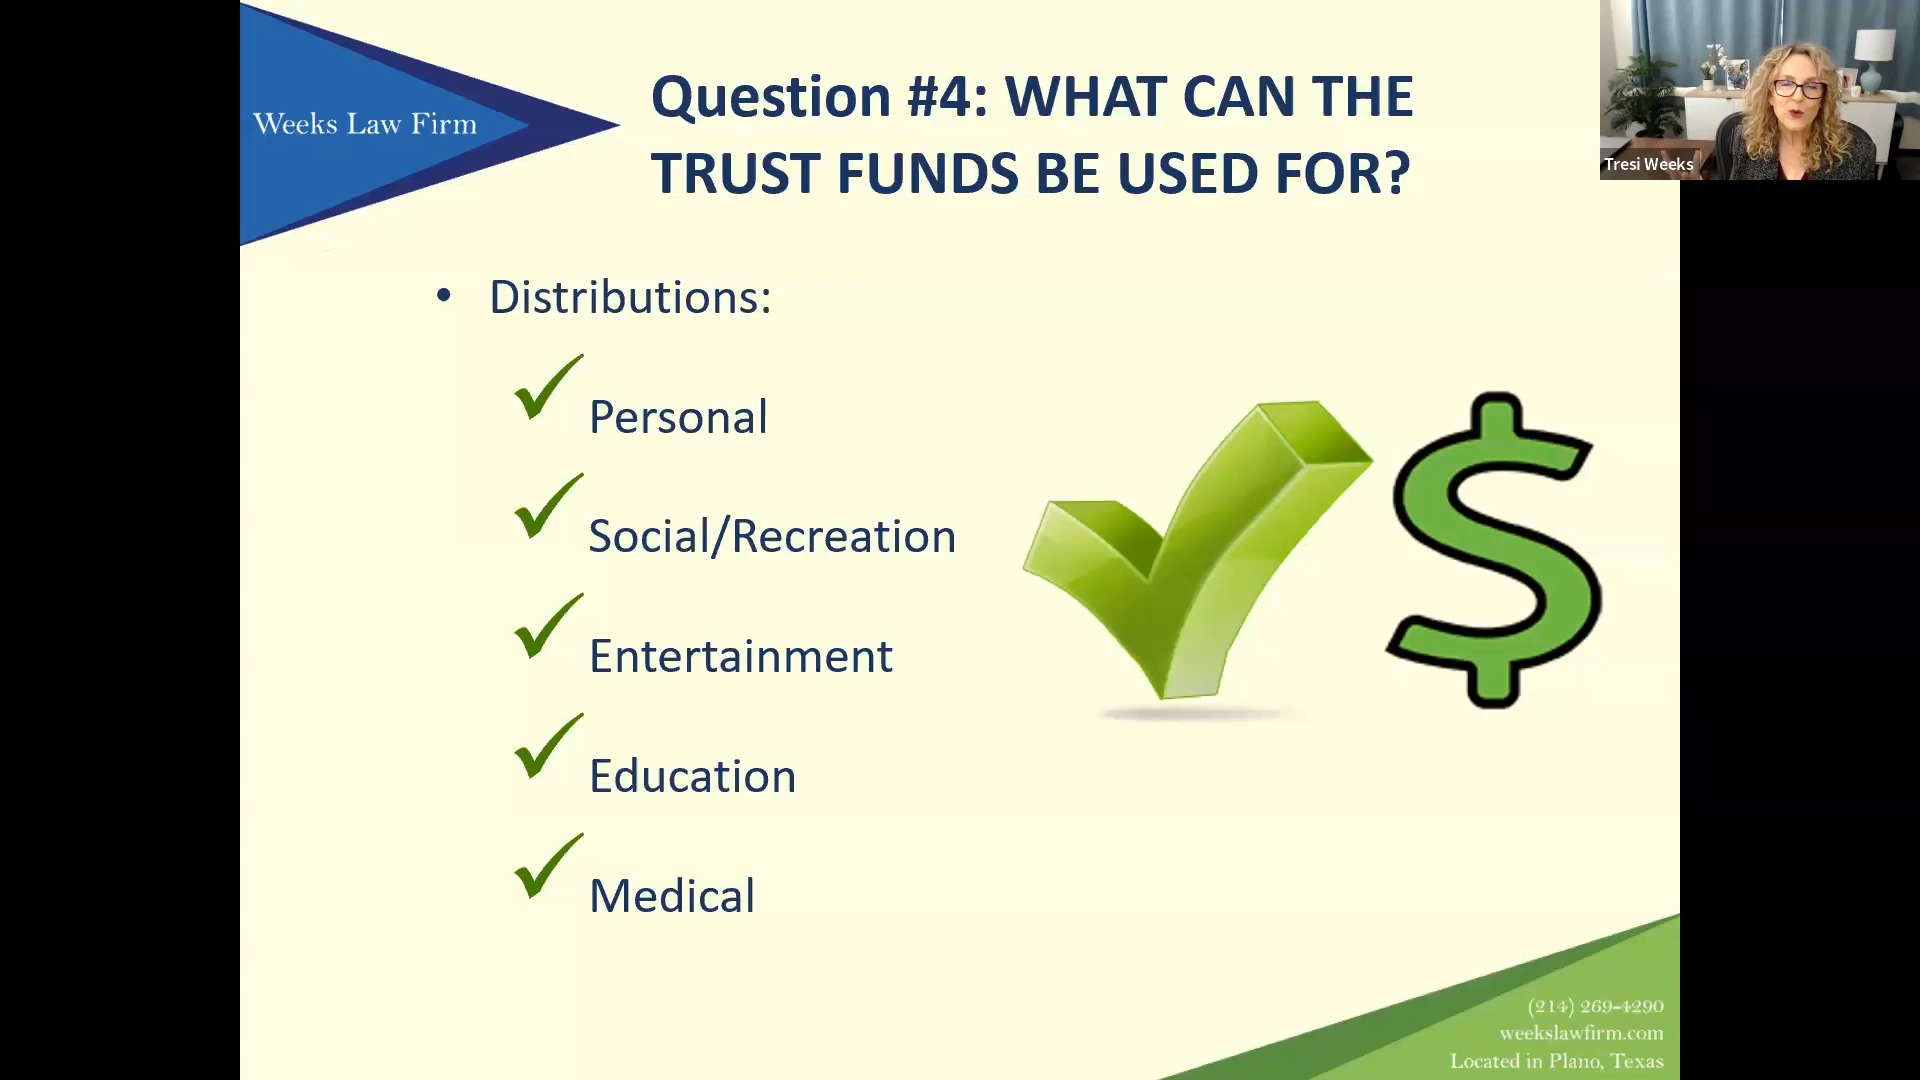 Weeks Law Firm
Question #4: WHAT CAN THE
TRUST FUNDS BE USED FOR?
Tresi Weeks
• Distributions:
✓ Personal
✓ Social/Recreation
✓ Entertainment
✓ Education
✓ Medical
$
(214) 269-4290
weekslawfirm.com
Located in Plano, Texas